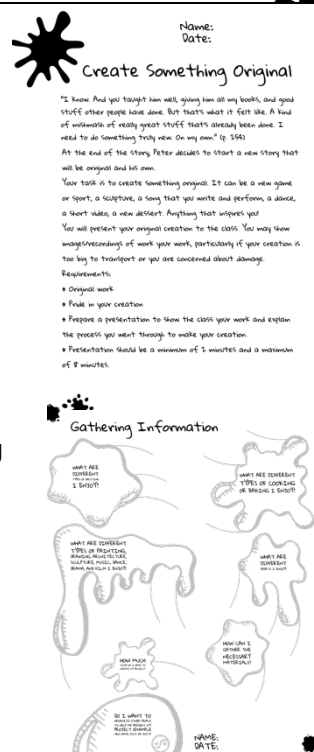 Name:
Date:
Create Something Original
"I know. And you taught him well, giving him all my books, and good
stuff other people have done. But that's what it felt like. A kind
of mishmash of really great stuff that's already been done. I
need to do something truly new. On my own." (p. 254)
At the end of the story, Peter decides to start a new story that
will be original and his own.
Your task is to create something original. It can be a new game
or sport, a sculpture, a song that you write and perform, a dance,
a short video, a new dessert. Anything that inspires you!
You will present your original creation to the class. You may show
images/recordings of work your work, particularly if your creation is
too big to transport or you are concerned about damage.
Requirements:
* Original work
* Pride in your creation
* Prepare a presentation to show the class your work and explain
the process you went through to make your creation.
* Presentation should be a minimum of 2 minutes and a maximum
of 8 minutes.
Gathering Information
WHAT ARE
DIFFERENT
I ENJOY?
WHAT ARE DIFFERENT
TYPES OF COOKING
OR BAKING I ENJOY?
WHAT ARE DIFFERENT
TYPES OF PAINTING,
DRAWING, ARCHITECTURE,
SCULPTURE, MUSIC, DANCE,
DRAMA AND FILM I ENJOY?
WHAT ARE
DIFFERENT
I ENJOY?
HOW MUCH
HOW CAN I
GATHER THE
NECESSARY
MATERIALS?
DO I WANT TO
PROJECT
NAME:
DATE: